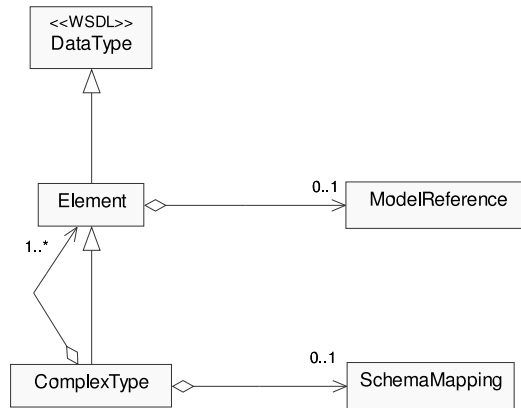 <<WSDL>>
DataType
Element
0..1
ModelReference
1..*
ComplexType
0..1
SchemaMapping